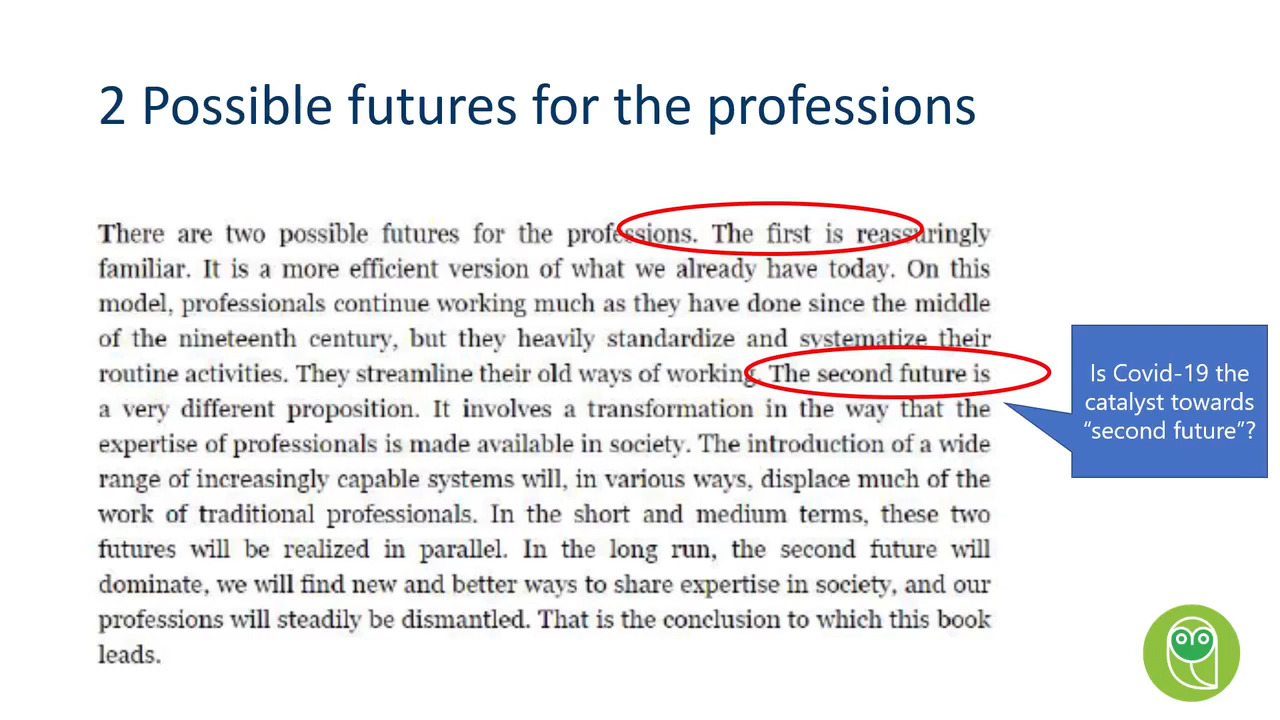 2 Possible futures for the professions
There are two possible futures for the professions. The first is reassuringly
familiar. It is a more efficient version of what we already have today. On this
model, professionals continue working much as they have done since the middle
of the nineteenth century, but they heavily standardize and systematize their
routine activities. They streamline their old ways of working. The second future is
a very different proposition. It involves a transformation in the way that the
expertise of professionals is made available in society. The introduction of a wide
range of increasingly capable systems will, in various ways, displace much of the
work of traditional professionals. In the short and medium terms, these two
futures will be realized in parallel. In the long run, the second future will
dominate, we will find new and better ways to share expertise in society, and our
professions will steadily be dismantled. That is the conclusion to which this book
leads.
Is Covid-19 the
catalyst towards
“second future”?